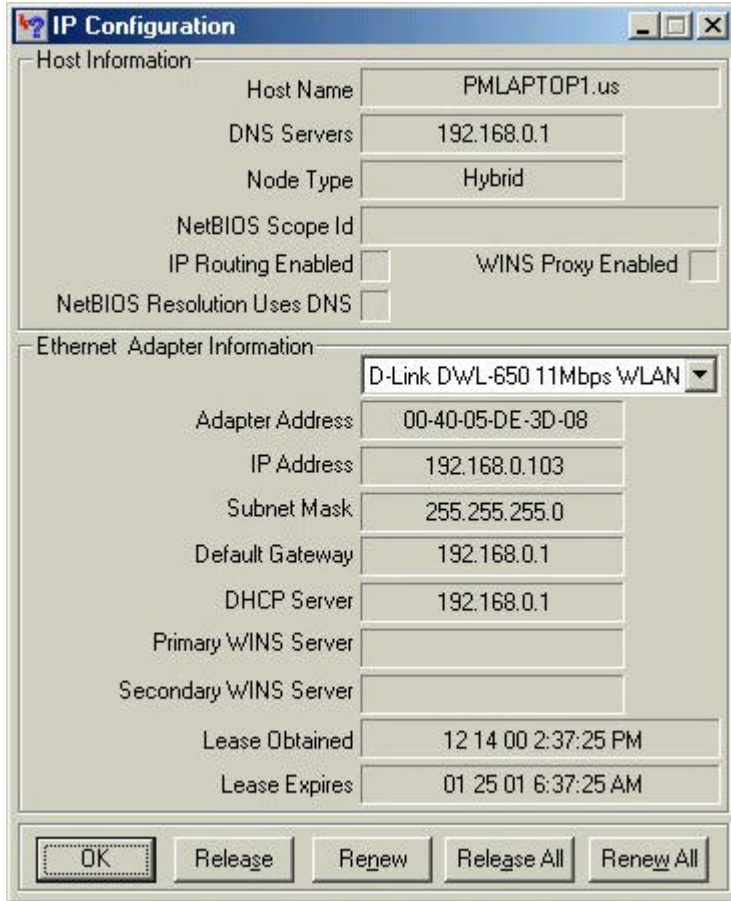 IP Configuration
Host Information
Host Name PMLAPTOP1.us
DNS Servers 192.168.0.1
Node Type Hybrid
NetBIOS Scope Id
IP Routing Enabled WINS Proxy Enabled
NetBIOS Resolution Uses DNS
Ethernet Adapter Information
D-Link DWL-650 11Mbps WLAN
Adapter Address 00-40-05-DE-3D-08
IP Address 192.168.0.103
Subnet Mask 255.255.255.0
Default Gateway 192.168.0.1
DHCP Server 192.168.0.1
Primary WINS Server
Secondary WINS Server
Lease Obtained 12 14 00 2:37:25 PM
Lease Expires 01 25 01 6:37:25 AM
OK Release Renew Release All Renew All